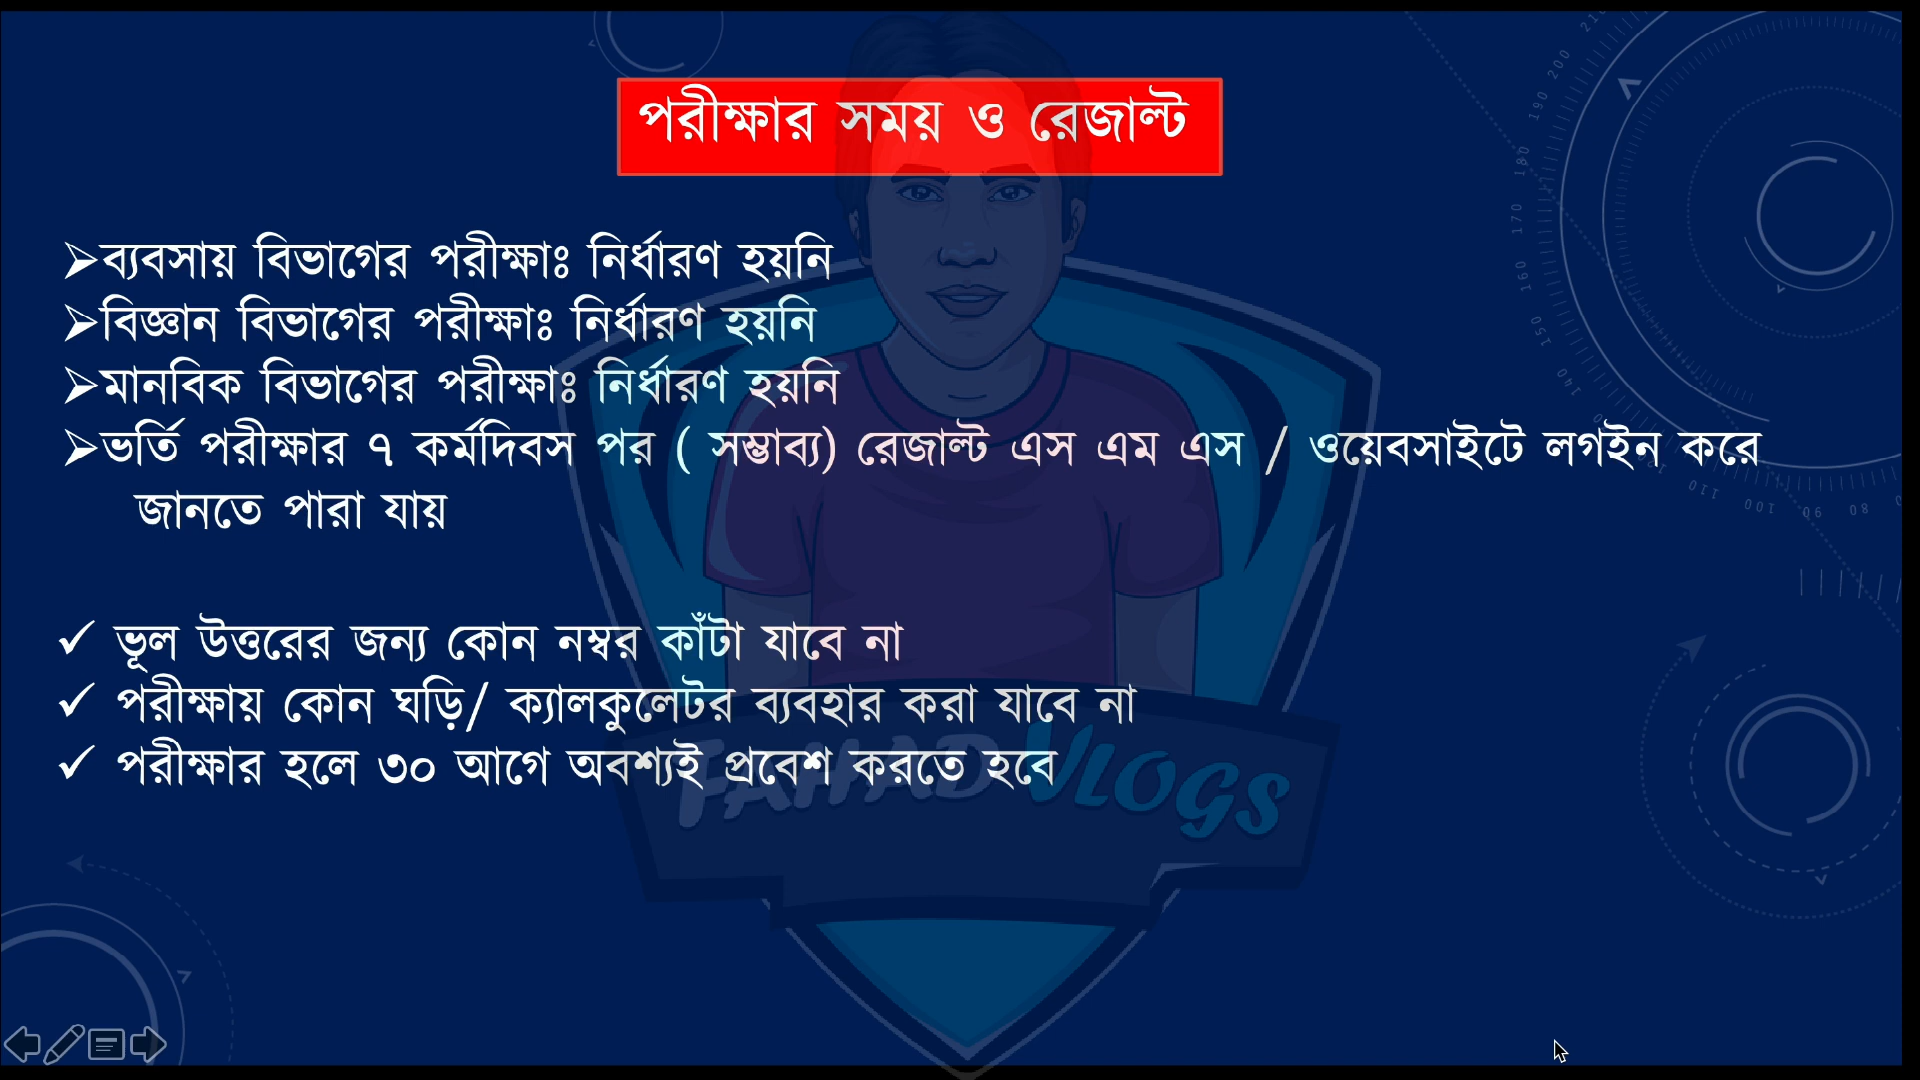 পরীক্ষার সময় ও রেজাল্ট
ব্যবসায় বিভাগের পরীক্ষাঃ নির্ধারণ হয়নি
বিজ্ঞান বিভাগের পরীক্ষাঃ নির্ধারণ হয়নি
মানবিক বিভাগের পরীক্ষাঃ নির্ধারণ হয়নি
ভর্তি পরীক্ষার ৭ কর্মদিবস পর ( সম্ভাব্য) রেজাল্ট এস এম এস / ওয়েবসাইটে লগইন করে
জানতে পারা যায়
ভূল উত্তরের জন্য কোন নম্বর কাঁটা যাবে না
পরীক্ষায় কোন ঘড়ি/ ক্যালকুলেটর ব্যবহার করা যাবে না
পরীক্ষার হলে ৩০ আগে অবশ্যই প্রবেশ করতে হবে
FAHAD VLOGS